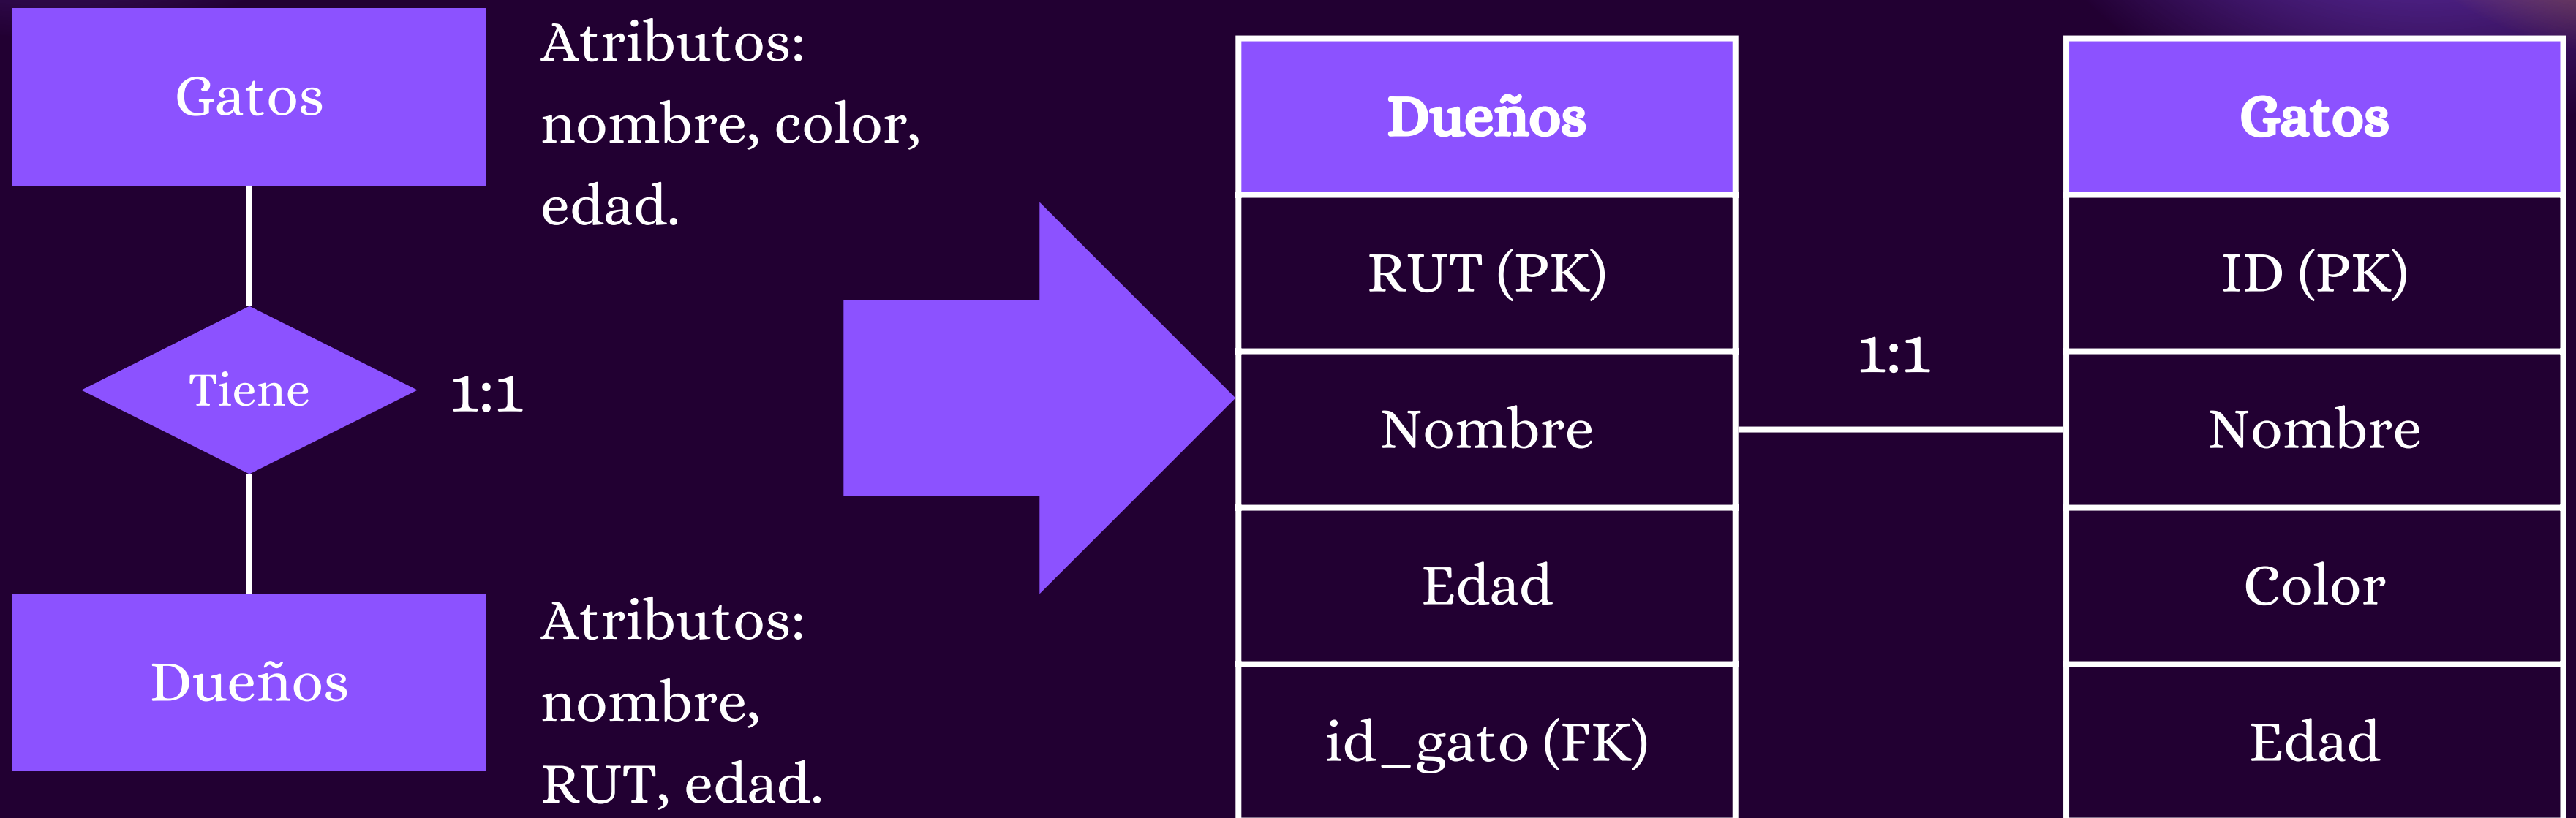 Gatos
Atributos:
nombre, color,
edad.
Tiene
1:1
Dueños
Atributos:
nombre,
RUT, edad.
Dueños
RUT (PK)
Nombre
Edad
id_gato (FK)
1:1
Gatos
ID (PK)
Nombre
Color
Edad